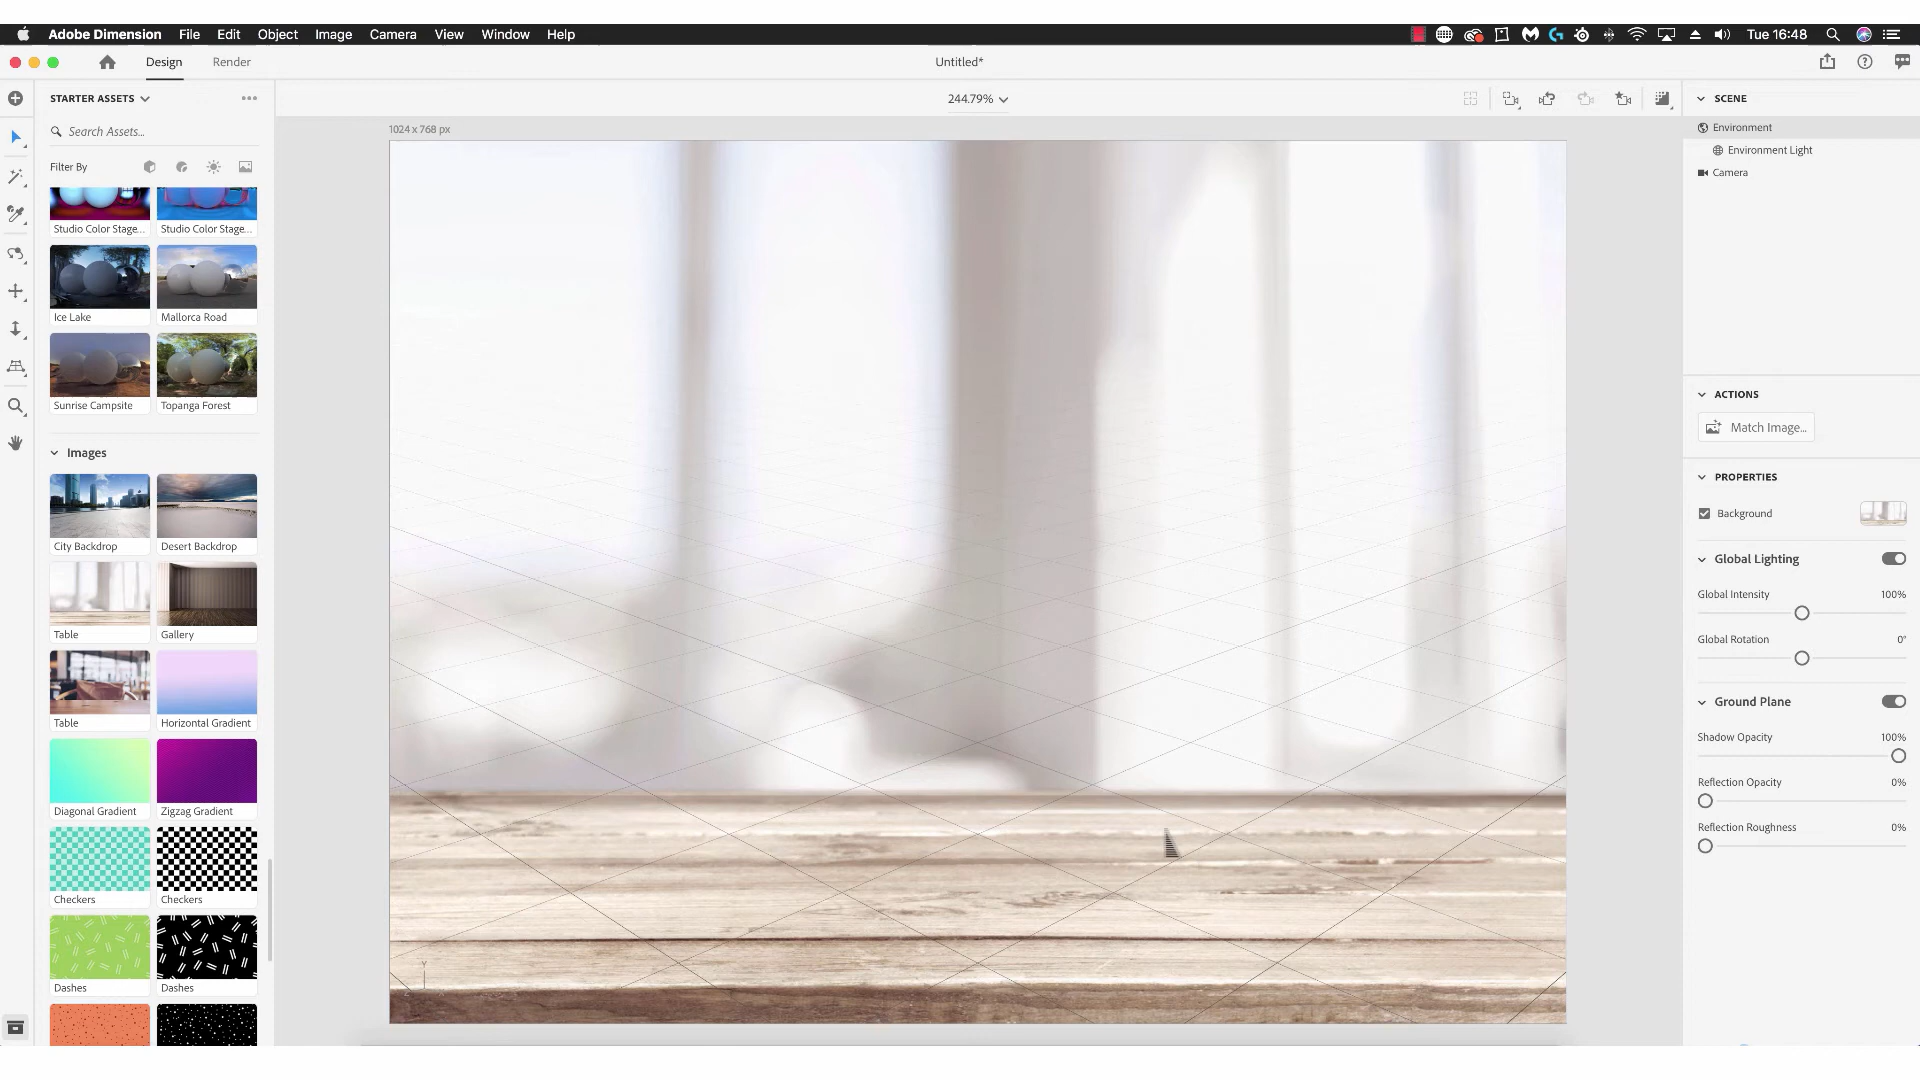 Adobe Dimension File Edit Object Image Camera View Window Help Tue 16:48
Design Render Untitled*
STARTER ASSETS
Search Assets...
Filter By
Studio Color Stage... Studio Color Stage...
Ice Lake Mallorca Road
Sunrise Campsite Topanga Forest
Images
City Backdrop Desert Backdrop
Table Gallery
Table Horizontal Gradient
Diagonal Gradient Zigzag Gradient
Checkers Checkers
Dashes Dashes
244.79%
1024 x 768 px
Y
SCENE
Environment
Environment Light
Camera
ACTIONS
Match Image...
PROPERTIES
Background
Global Lighting
Global Intensity 100%
Global Rotation 0°
Ground Plane
Shadow Opacity 100%
Reflection Opacity 0%
Reflection Roughness 0%